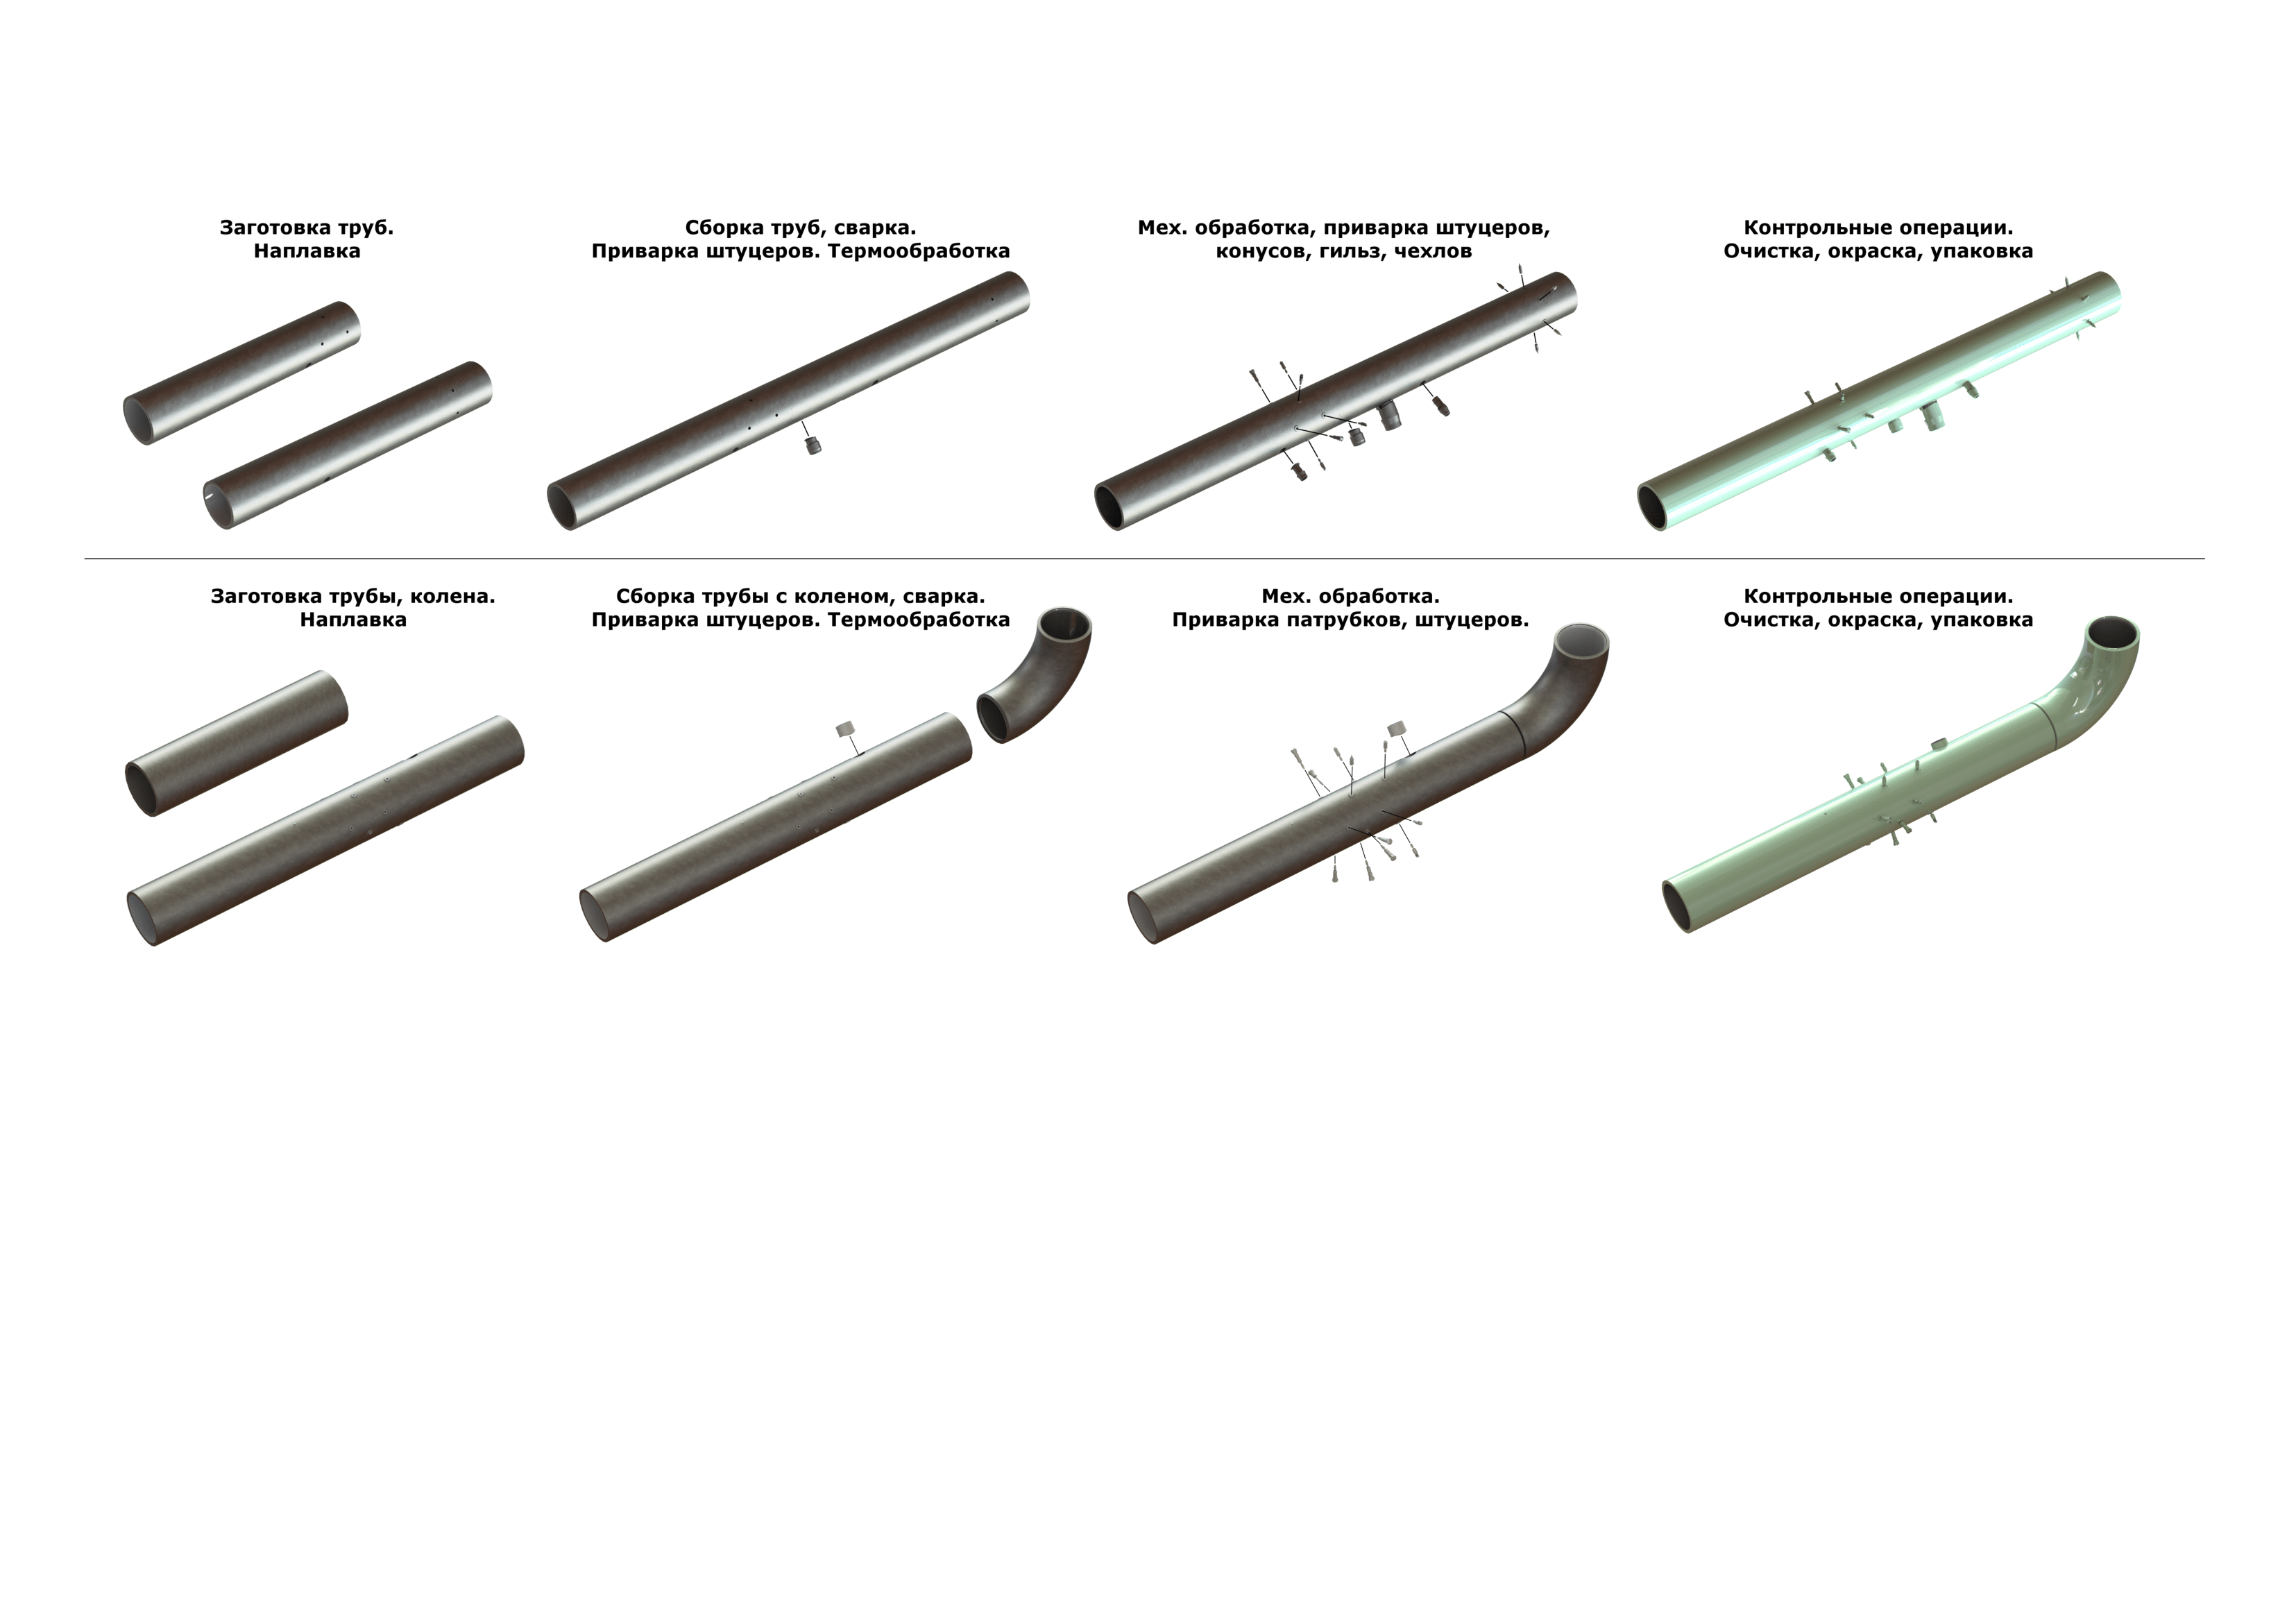 Заготовка труб.
Наплавка
Сборка труб, сварка.
Приварка штуцеров. Термообработка
Мех. обработка, приварка штуцеров,
конусов, гильз, чехлов
Контрольные операции.
Очистка, окраска, упаковка
Заготовка трубы, колена.
Наплавка
Сборка трубы с коленом, сварка.
Приварка штуцеров. Термообработка
Мех. обработка.
Приварка патрубков, штуцеров.
Контрольные операции.
Очистка, окраска, упаковка